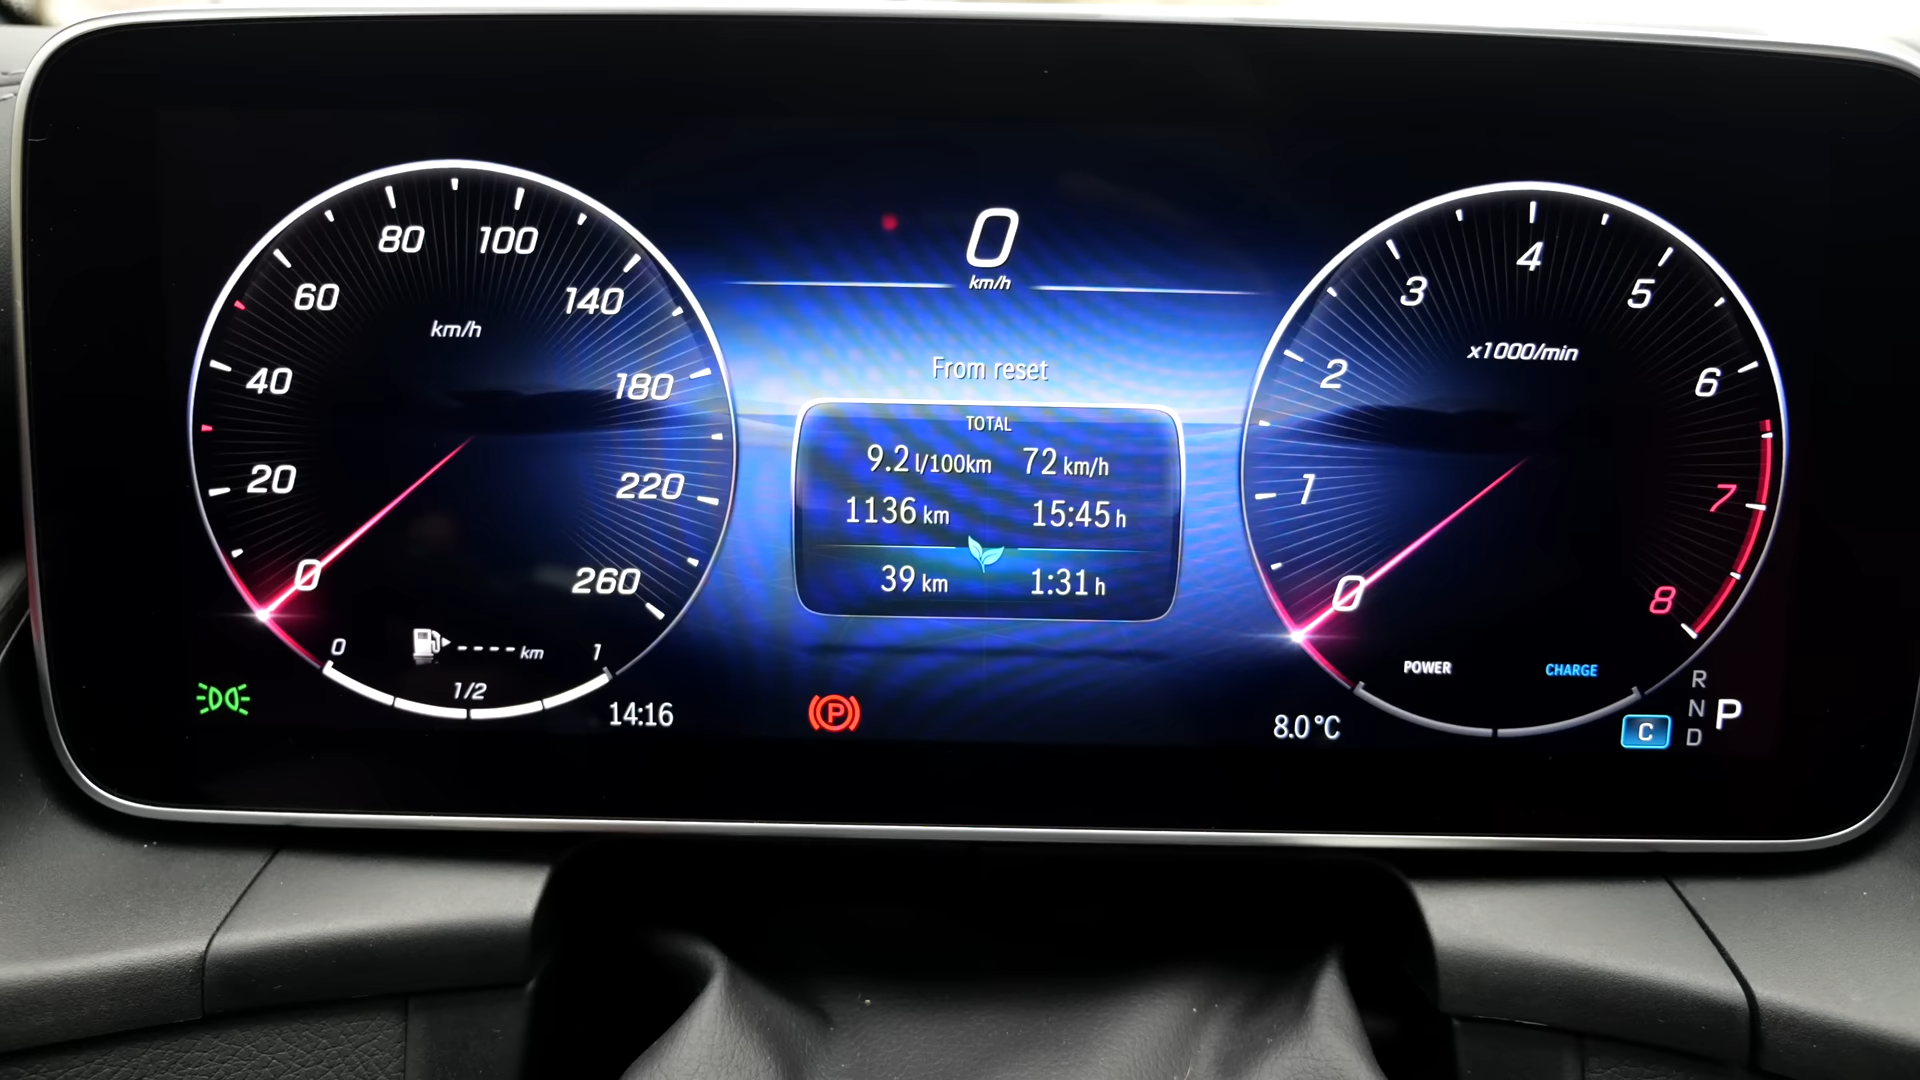 80 100
60 140
km/h
40 180
20 220
0 260
0 ---- km 1
1/2
14:16
0
km/h
From reset
TOTAL
9.2 l/100km 72 km/h
1136 km 15:45 h
39 km 1:31 h
P
4
3 5
x1000/min
2 6
1 7
0 8
POWER CHARGE
8.0 °C
R
N P
C D